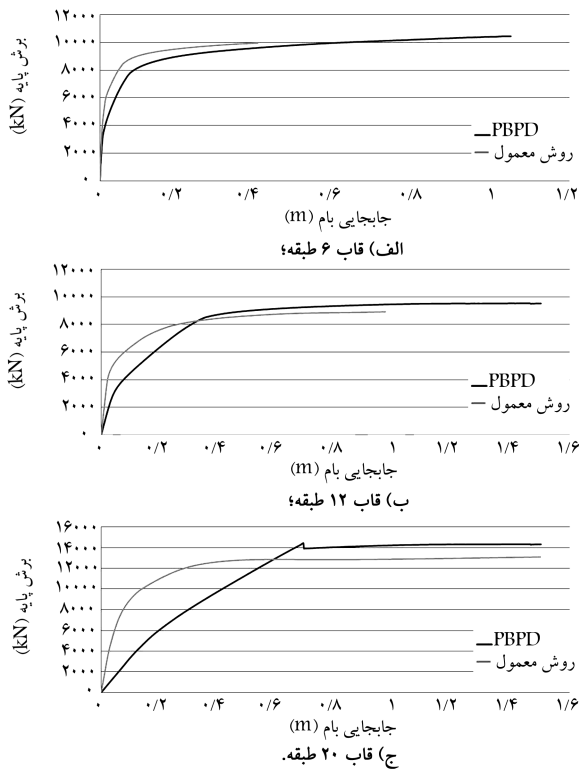 ۱۲۰۰۰
۱۰۰۰۰
۸۰۰۰
۶۰۰۰
۴۰۰۰
۲۰۰۰
۰
برش پایه (kN)
PBPD
روش معمول
۰ ۰/۲ ۰/۴ ۰/۶ ۰/۸ ۱ ۱/۲
جابجایی بام (m)
الف) قاب ۶ طبقه؛
۱۲۰۰۰
۱۰۰۰۰
۸۰۰۰
۶۰۰۰
۴۰۰۰
۲۰۰۰
۰
برش پایه (kN)
PBPD
روش معمول
۰ ۰/۲ ۰/۴ ۰/۶ ۰/۸ ۱ ۱/۲ ۱/۴ ۱/۶
جابجایی بام (m)
ب) قاب ۱۲ طبقه؛
۱۶۰۰۰
۱۴۰۰۰
۱۲۰۰۰
۱۰۰۰۰
۸۰۰۰
۶۰۰۰
۴۰۰۰
۲۰۰۰
۰
برش پایه (kN)
PBPD
روش معمول
۰ ۰/۲ ۰/۴ ۰/۶ ۰/۸ ۱ ۱/۲ ۱/۴ ۱/۶
جابجایی بام (m)
ج) قاب ۲۰ طبقه.